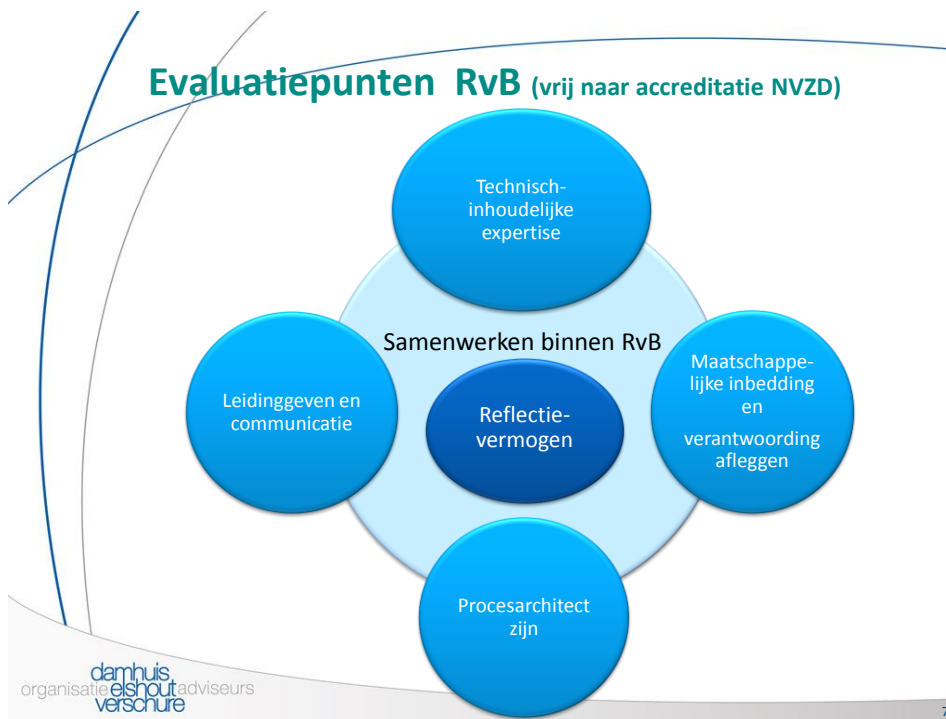 Evaluatiepunten RvB (vrij naar accreditatie NVZD)
Technisch-
inhoudelijke
expertise
Samenwerken binnen RvB
Leidinggeven en
communicatie
Reflectie-
vermogen
Maatschappe-
lijke inbedding
en
verantwoording
afleggen
Procesarchitect
zijn
damhuis
organisatie elshout adviseurs
verschure
7